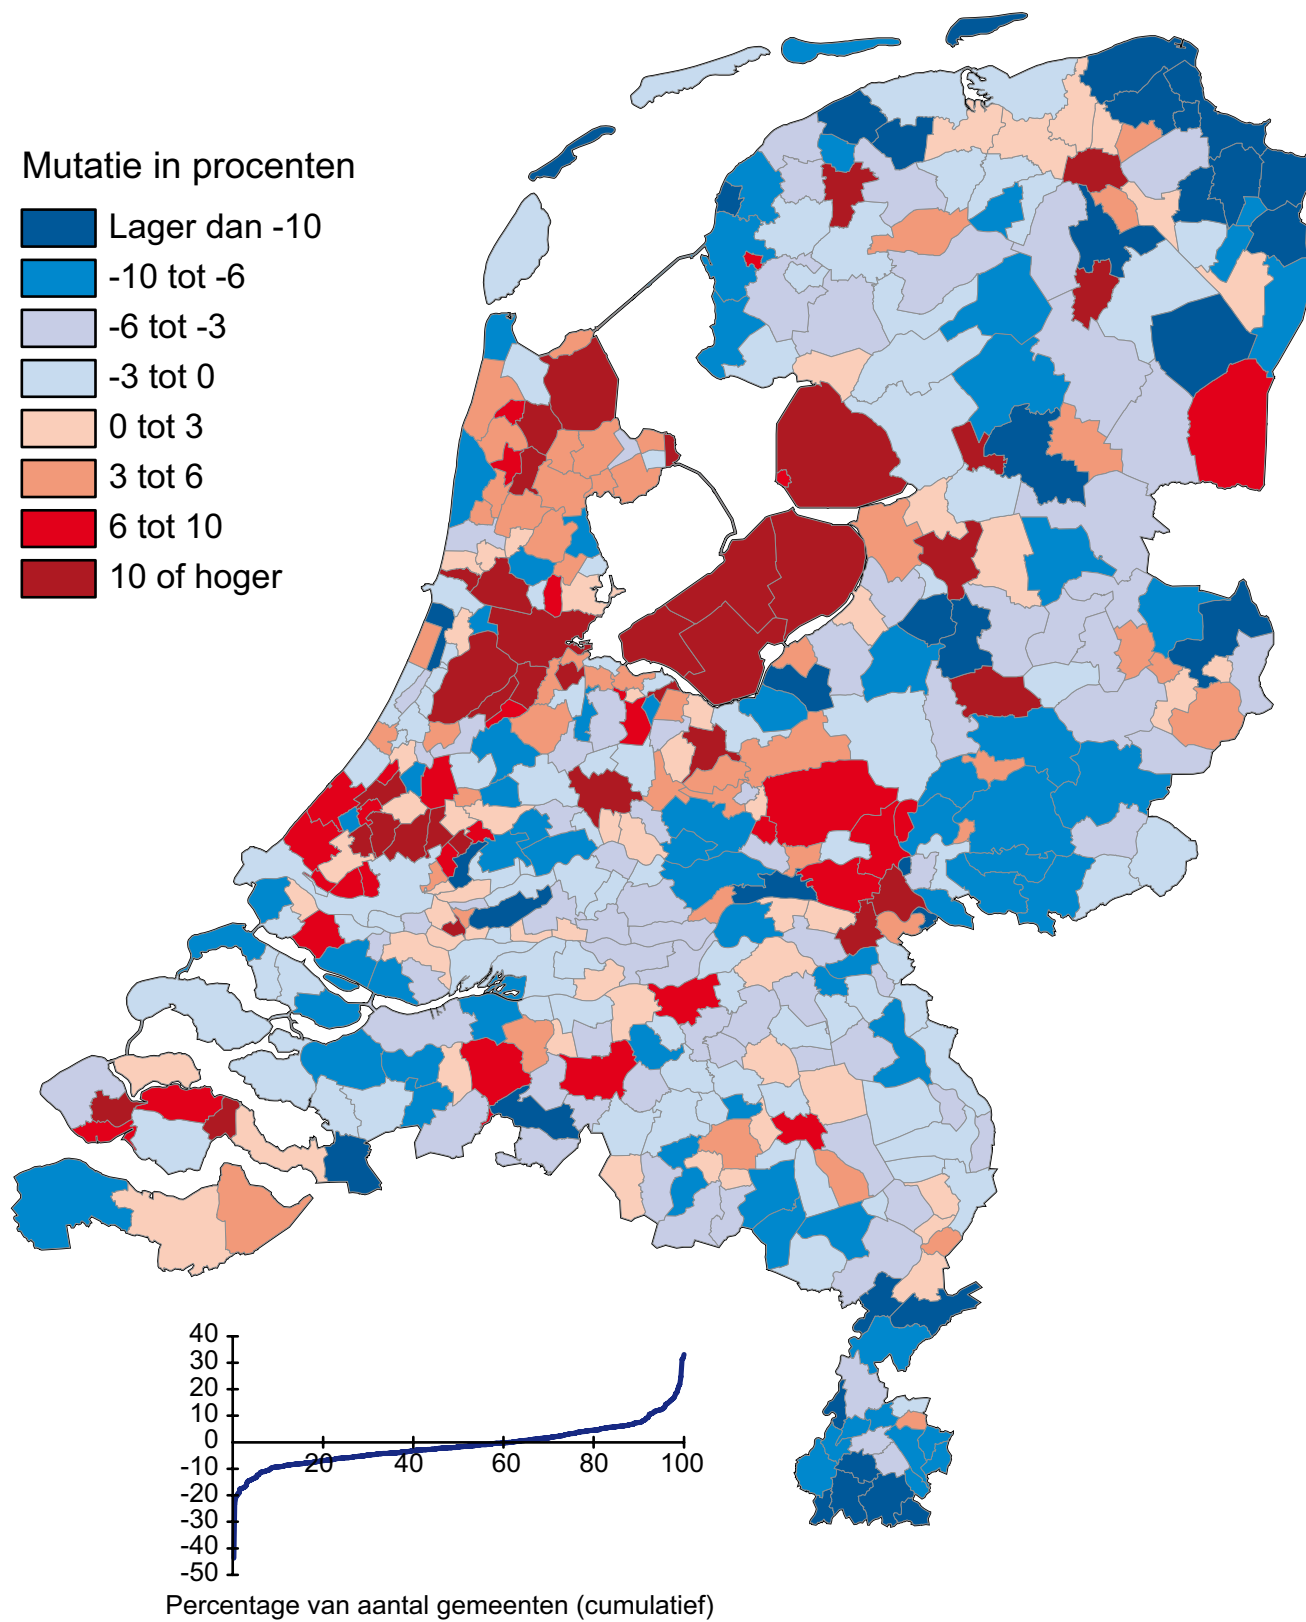 Mutatie in procenten
Lager dan -10
-10 tot -6
-6 tot -3
-3 tot 0
0 tot 3
3 tot 6
6 tot 10
10 of hoger
40
30
20
10
0
-10
-20
-30
-40
-50
20 40 60 80 100
Percentage van aantal gemeenten (cumulatief)